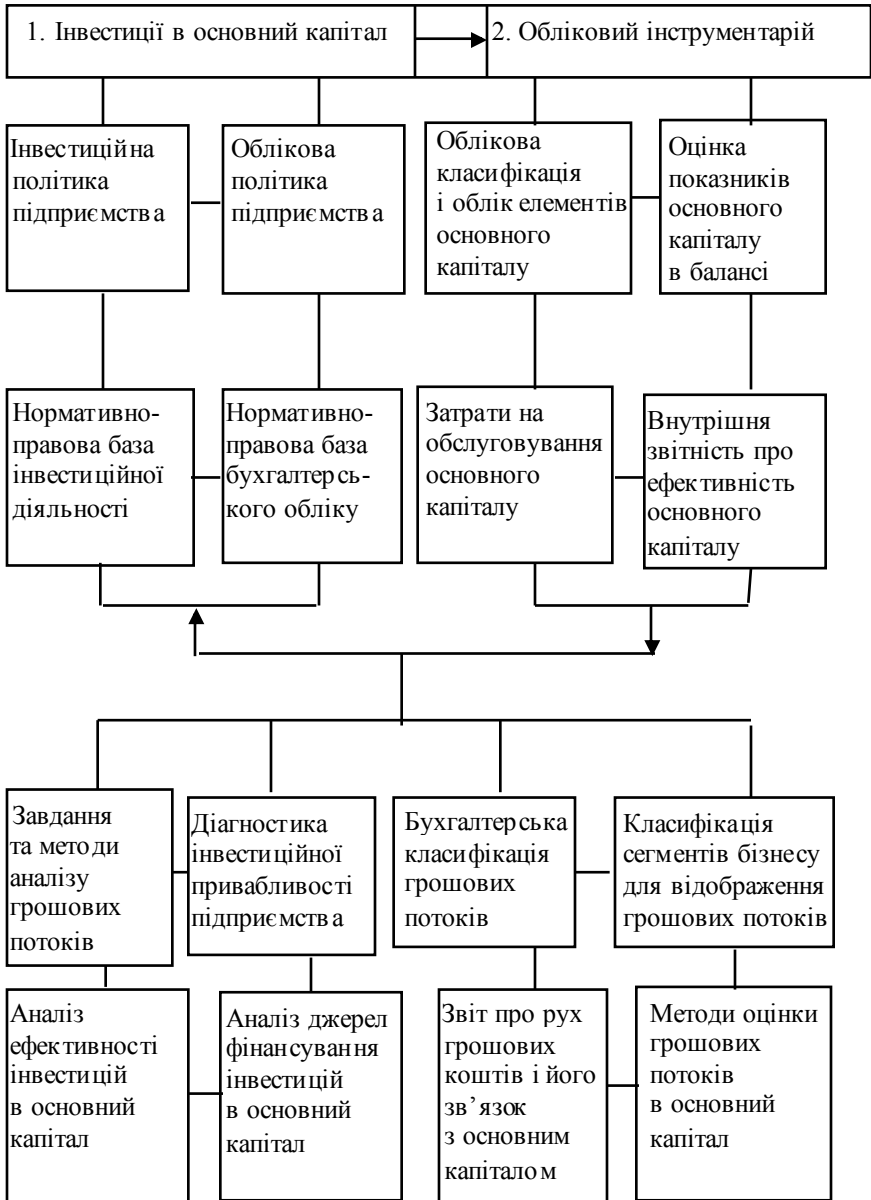 1. Інвестиції в основний капітал
2. Обліковий інструментарій
Інвестиційна
політика
підприємства
Облікова
політика
підприємства
Облікова
класифікація
і облік елементів
основного
капіталу
Оцінка
показників
основного
капіталу
в балансі
Нормативно-
правова база
інвестиційної
діяльності
Нормативно-
правова база
бухгалтерсь-
кого обліку
Затрати на
обслуговування
основного
капіталу
Внутрішня
звітність про
ефективність
основного
капіталу
Завдання
та методи
аналізу
грошових
потоків
Діагностика
інвестиційної
привабливості
підприємства
Бухгалтерська
класифікація
грошових
потоків
Класифікація
сегментів бізнесу
для відображення
грошових потоків
Аналіз
ефективності
інвестицій
в основний
капітал
Аналіз джерел
фінансування
інвестицій
в основний
капітал
Звіт про рух
грошових
коштів і його
зв’язок
з основним
капіталом
Методи оцінки
грошових
потоків
в основний
капітал